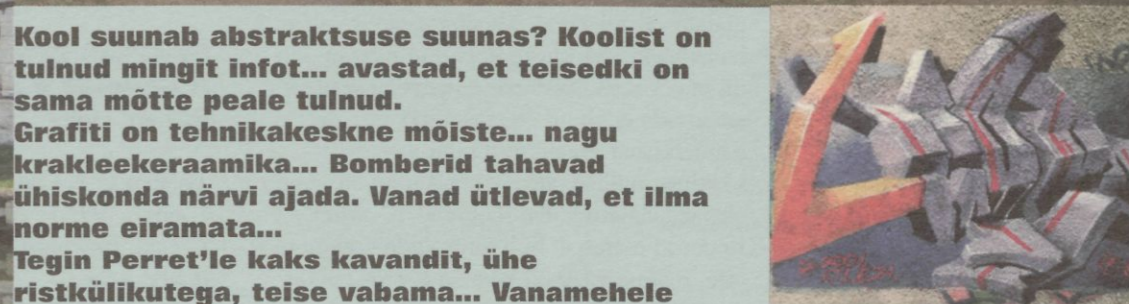 Kool suunab abstraktsuse suunas? Koolist on
tulnud mingit infot... avastad, et teisedki on
sama mõtte peale tulnud.
Grafiti on tehnikakeskne mõiste... nagu
krakleekeraamika... Bomberid tahavad
ühiskonda närvi ajada. Vanad ütlevad, et ilma
norme eiramata...
Tegin Perret’le kaks kavandit, ühe
ristkülikutega, teise vabama... Vanamehele